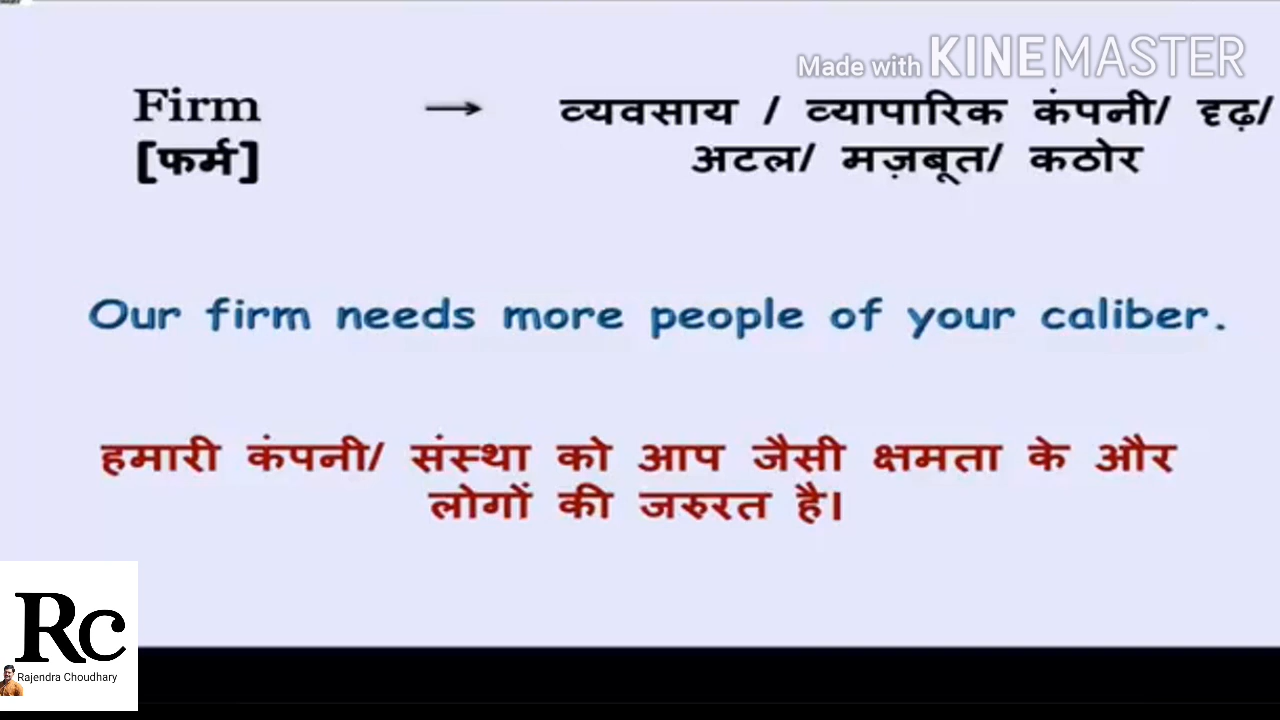 Made with KINEMASTER
Firm → व्यवसाय / व्यापारिक कंपनी/ दृढ़/
[फर्म] अटल/ मज़बूत/ कठोर
Our firm needs more people of your caliber.
हमारी कंपनी/ संस्था को आप जैसी क्षमता के और
लोगों की जरुरत है।
Rc
Rajendra Choudhary